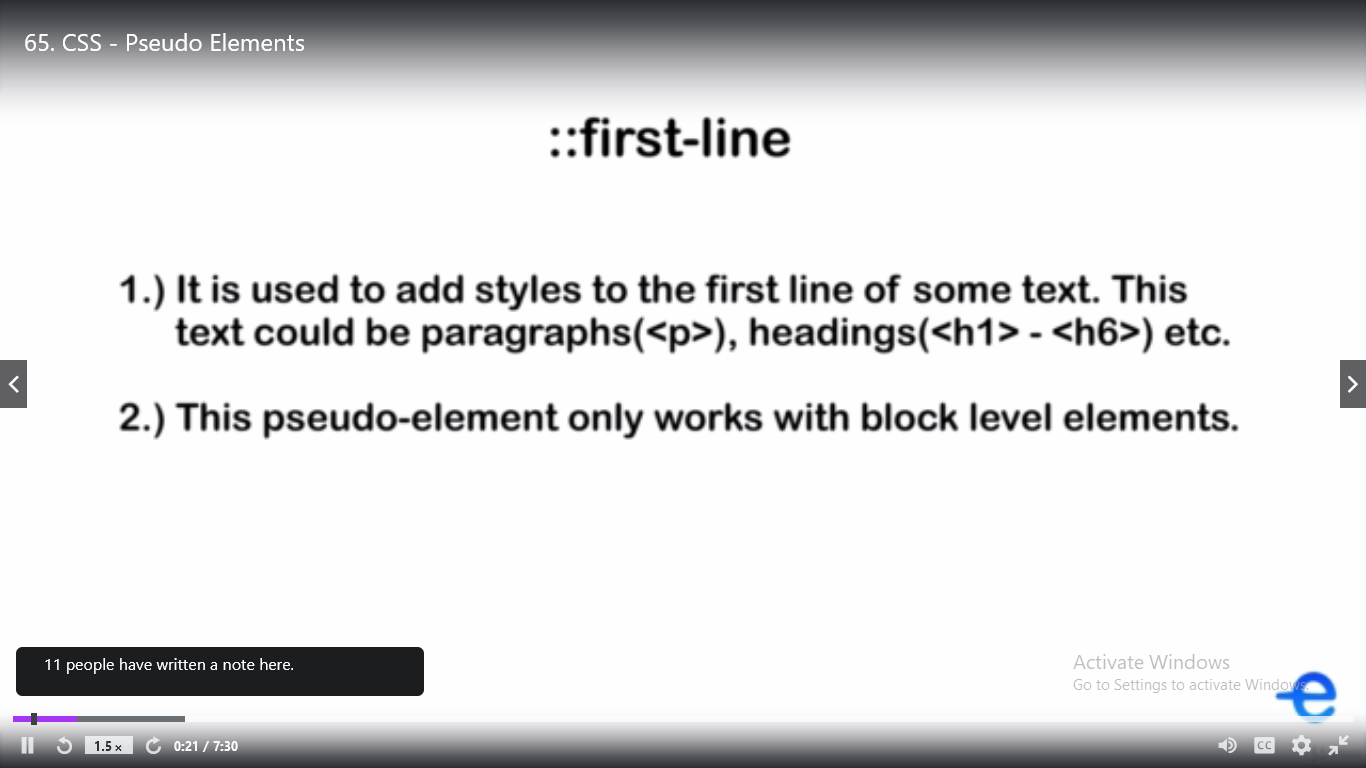 65. CSS - Pseudo Elements
::first-line
1.) It is used to add styles to the first line of some text. This
text could be paragraphs(<p>), headings(<h1> - <h6>) etc.
2.) This pseudo-element only works with block level elements.
11 people have written a note here.
Activate Windows
Go to Settings to activate Windows.
1.5 x
0:21 / 7:30
CC